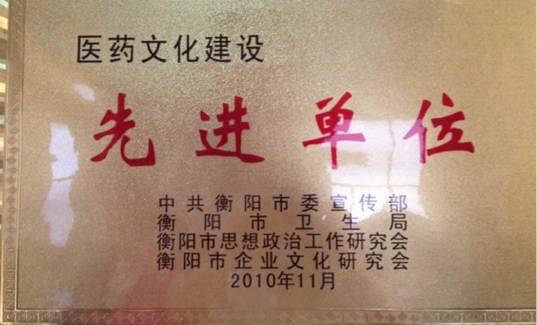 医药文化建设
先进单位
中共衡阳市委宣传部
衡阳市卫生局
衡阳市思想政治工作研究会
衡阳市企业文化研究会
2010年11月